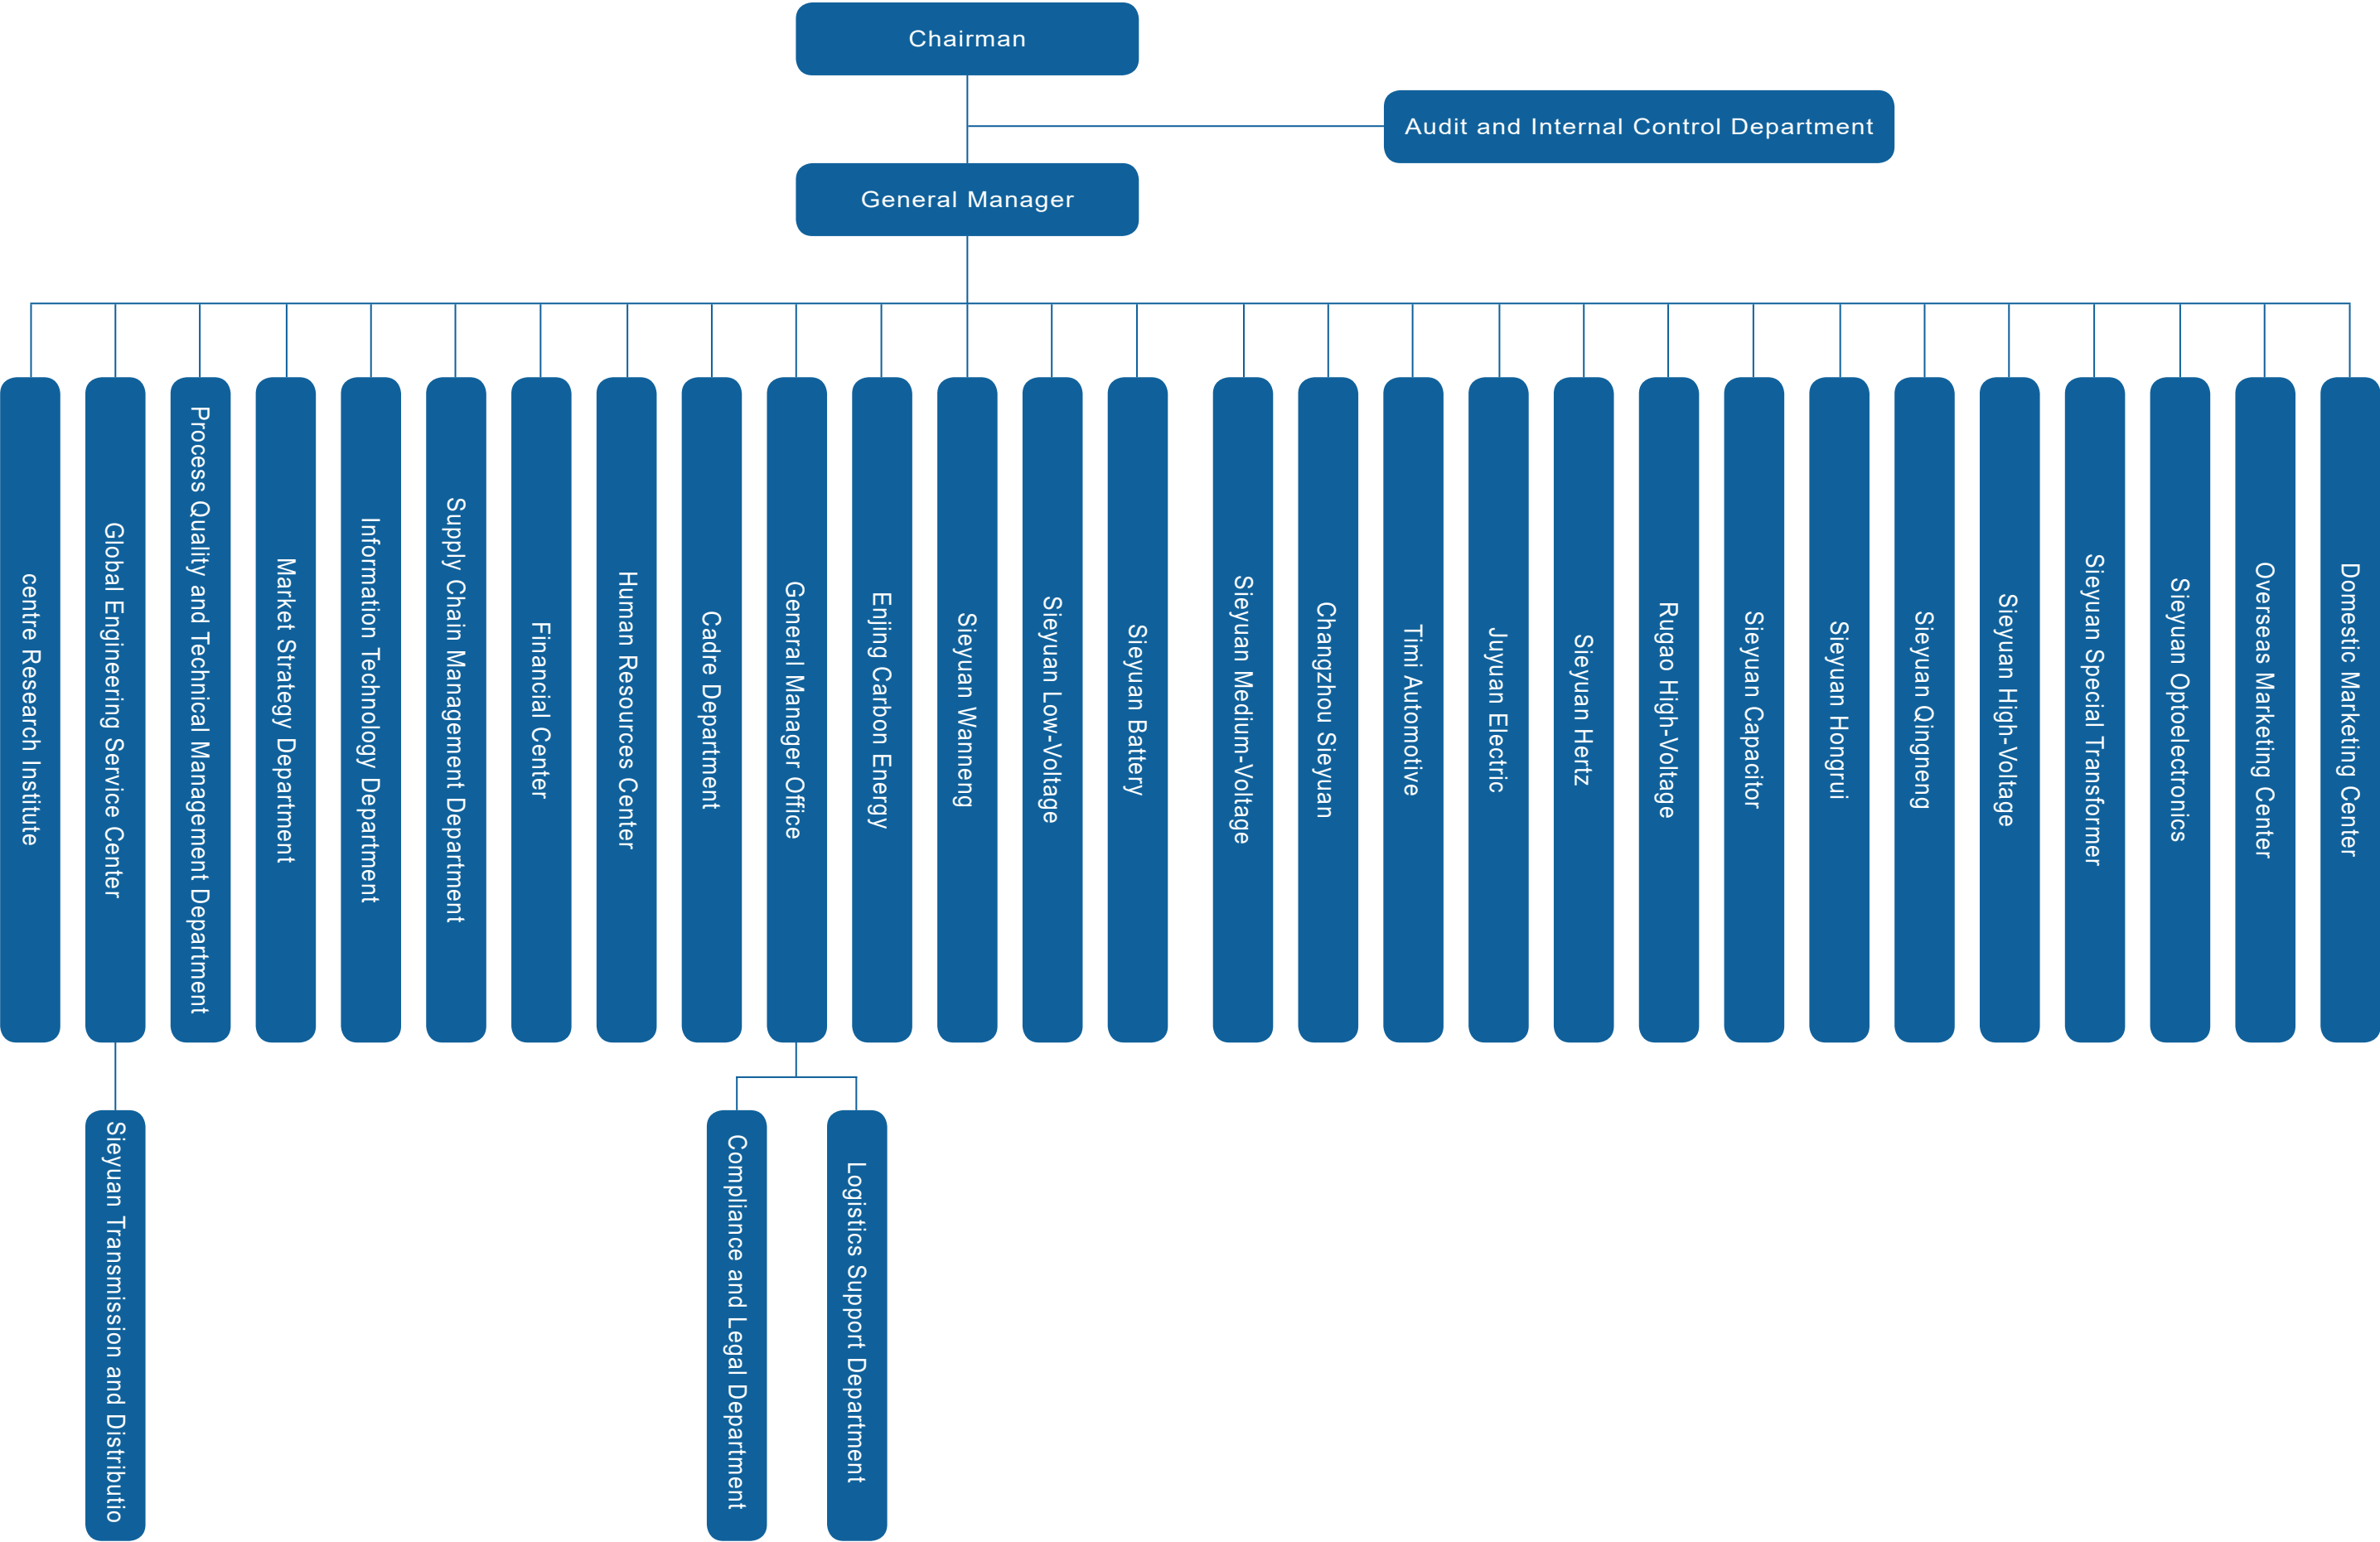 Chairman
Audit and Internal Control Department
General Manager
centre Research Institute
Global Engineering Service Center
Process Quality and Technical Management Department
Market Strategy Department
Information Technology Department
Supply Chain Management Department
Financial Center
Human Resources Center
Cadre Department
General Manager Office
Enjing Carbon Energy
Sieyuan Wanneng
Sieyuan Low-Voltage
Sieyuan Battery
Sieyuan Medium-Voltage
Changzhou Sieyuan
Timi Automotive
Juyuan Electric
Sieyuan Hertz
Rugao High-Voltage
Sieyuan Capacitor
Sieyuan Hongrui
Sieyuan Qingneng
Sieyuan High-Voltage
Sieyuan Special Transformer
Sieyuan Optoelectronics
Overseas Marketing Center
Domestic Marketing Center
Sieyuan Transmission and Distributio
Compliance and Legal Department
Logistics Support Department